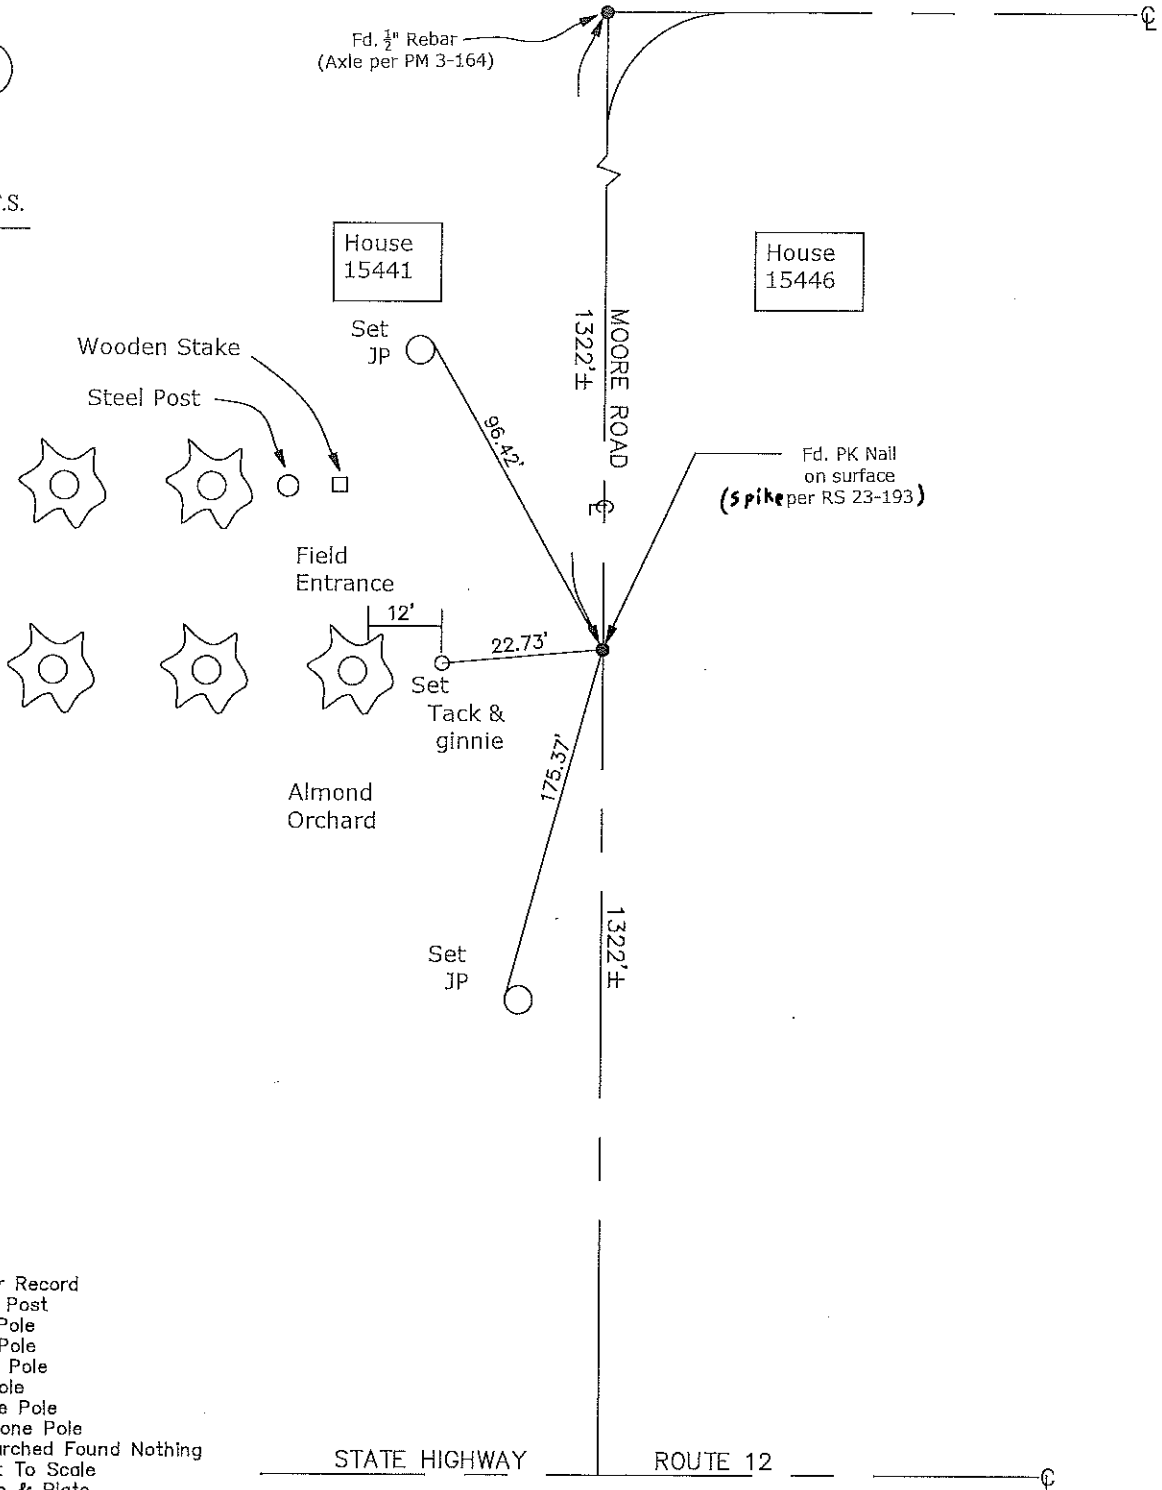 ℄
Fd. ½" Rebar
(Axle per PM 3-164)
.S.
House
15441
House
15446
Set
JP
Wooden Stake
Steel Post
MOORE ROAD
1322'±
96.42'
Fd. PK Nail
on surface
(Spike per RS 23-193)
℄
Field
Entrance
12'
22.73'
Set
Tack &
ginnie
175.37'
Almond
Orchard
1322'±
Set
JP
Record
Post
Pole
Pole
Pole
Pole
Pole
Pole
Found Nothing
To Scale
& Plate
STATE HIGHWAY ROUTE 12
℄